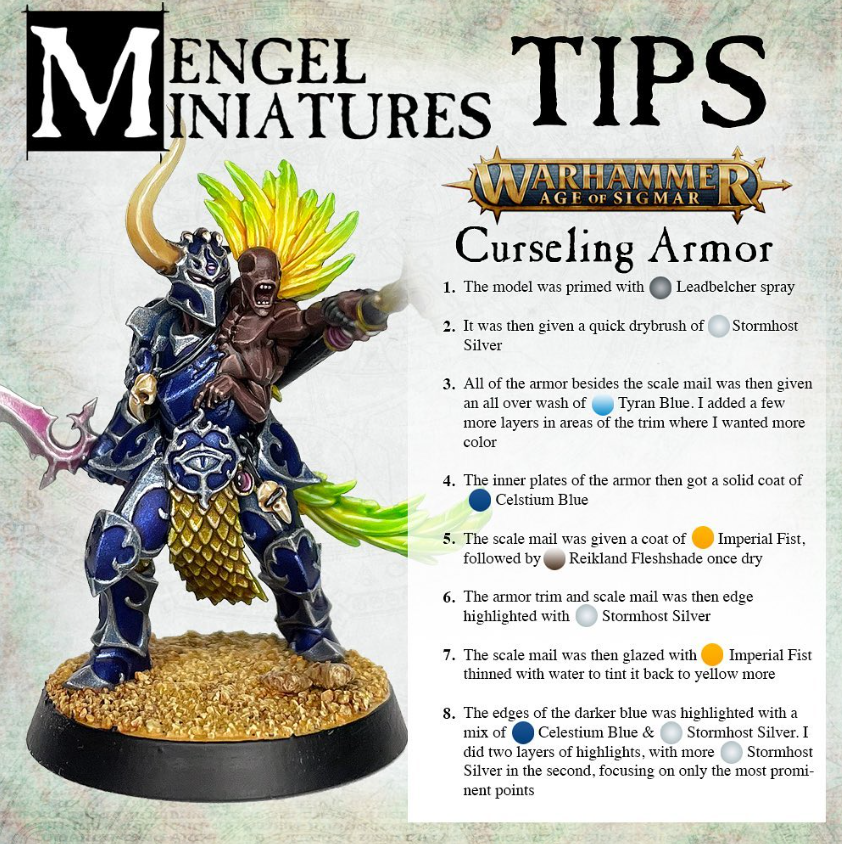 MENGEL
MINIATURES
TIPS
WARHAMMER
AGE OF SIGMAR
Curseling Armor
1. The model was primed with Leadbelcher spray
2. It was then given a quick drybrush of Stormhost
Silver
3. All of the armor besides the scale mail was then given
an all over wash of Tyran Blue. I added a few
more layers in areas of the trim where I wanted more
color
4. The inner plates of the armor then got a solid coat of
Celstium Blue
5. The scale mail was given a coat of Imperial Fist,
followed by Reikland Fleshshade once dry
6. The armor trim and scale mail was then edge
highlighted with Stormhost Silver
7. The scale mail was then glazed with Imperial Fist
thinned with water to tint it back to yellow more
8. The edges of the darker blue was highlighted with a
mix of Celestium Blue & Stormhost Silver. I
did two layers of highlights, with more Stormhost
Silver in the second, focusing on only the most promi-
nent points